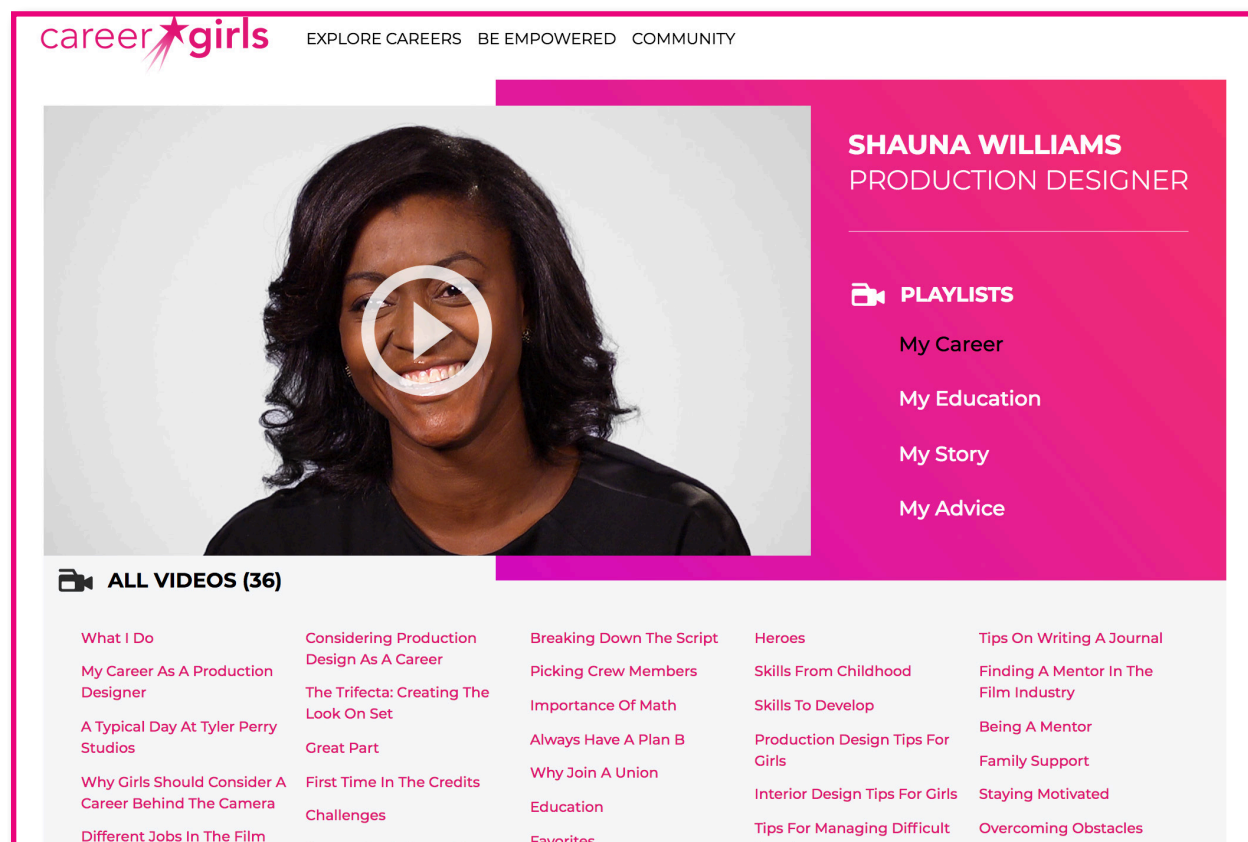 career girls
EXPLORE CAREERS BE EMPOWERED COMMUNITY
SHAUNA WILLIAMS
PRODUCTION DESIGNER
PLAYLISTS
My Career
My Education
My Story
My Advice
ALL VIDEOS (36)
What I Do
My Career As A Production
Designer
A Typical Day At Tyler Perry
Studios
Why Girls Should Consider A
Career Behind The Camera
Different Jobs In The Film
Considering Production
Design As A Career
The Trifecta: Creating The
Look On Set
Great Part
First Time In The Credits
Challenges
Breaking Down The Script
Picking Crew Members
Importance Of Math
Always Have A Plan B
Why Join A Union
Education
Favorites
Heroes
Skills From Childhood
Skills To Develop
Production Design Tips For
Girls
Interior Design Tips For Girls
Tips For Managing Difficult
Tips On Writing A Journal
Finding A Mentor In The
Film Industry
Being A Mentor
Family Support
Staying Motivated
Overcoming Obstacles